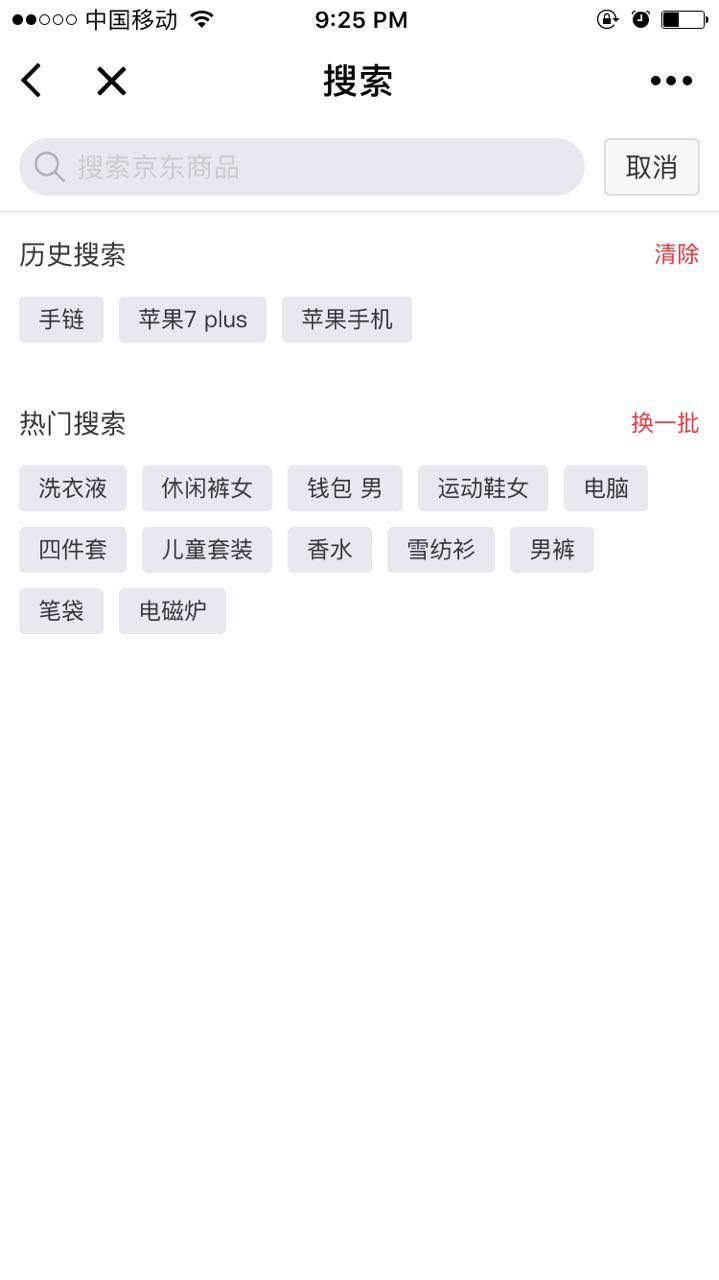 中国移动 9:25 PM
搜索
搜索京东商品 取消
历史搜索 清除
手链 苹果7 plus 苹果手机
热门搜索 换一批
洗衣液 休闲裤女 钱包 男 运动鞋女 电脑
四件套 儿童套装 香水 雪纺衫 男裤
笔袋 电磁炉